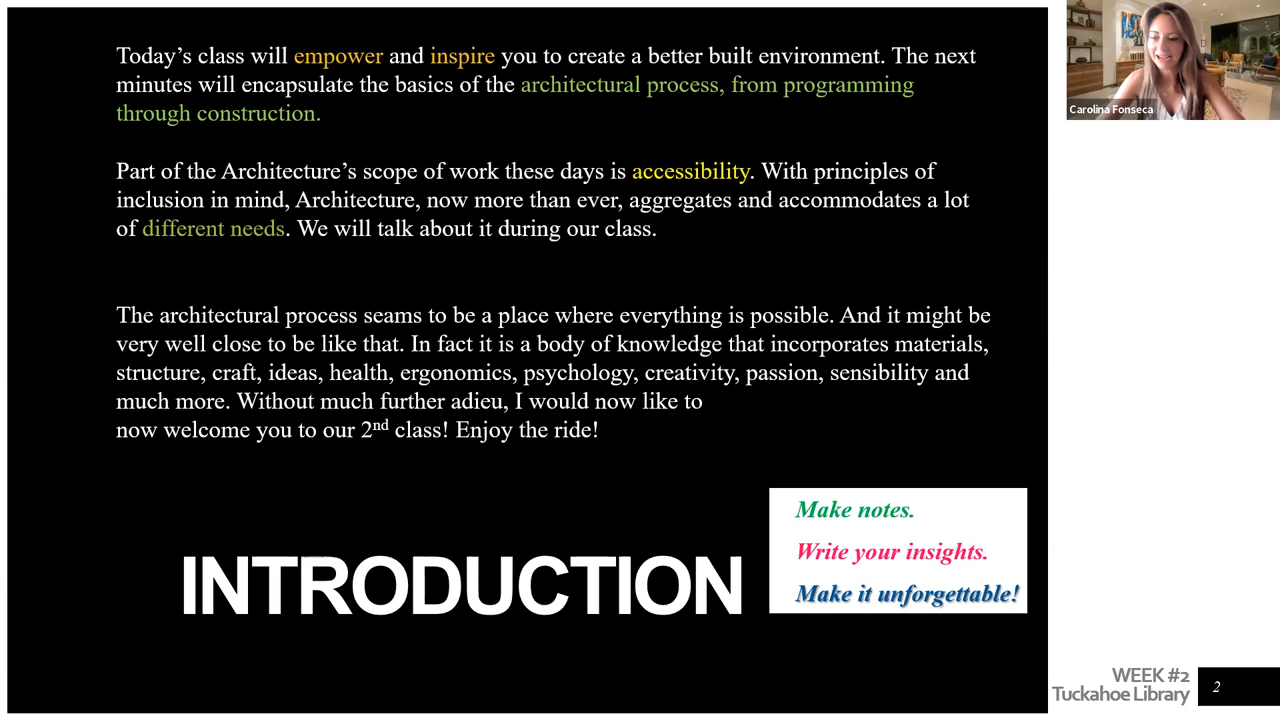 Today's class will empower and inspire you to create a better built environment. The next
minutes will encapsulate the basics of the architectural process, from programming
through construction.
Part of the Architecture's scope of work these days is accessibility. With principles of
inclusion in mind, Architecture, now more than ever, aggregates and accommodates a lot
of different needs. We will talk about it during our class.
The architectural process seams to be a place where everything is possible. And it might be
very well close to be like that. In fact it is a body of knowledge that incorporates materials,
structure, craft, ideas, health, ergonomics, psychology, creativity, passion, sensibility and
much more. Without much further adieu, I would now like to
now welcome you to our 2nd class! Enjoy the ride!
INTRODUCTION
Make notes.
Write your insights.
Make it unforgettable!
Carolina Fonseca
WEEK #2
Tuckahoe Library
2